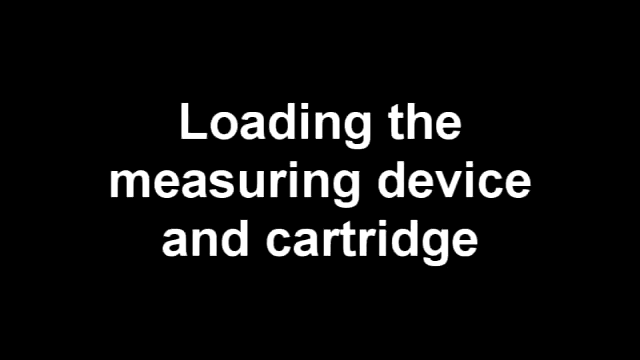 Loading the
measuring device
and cartridge